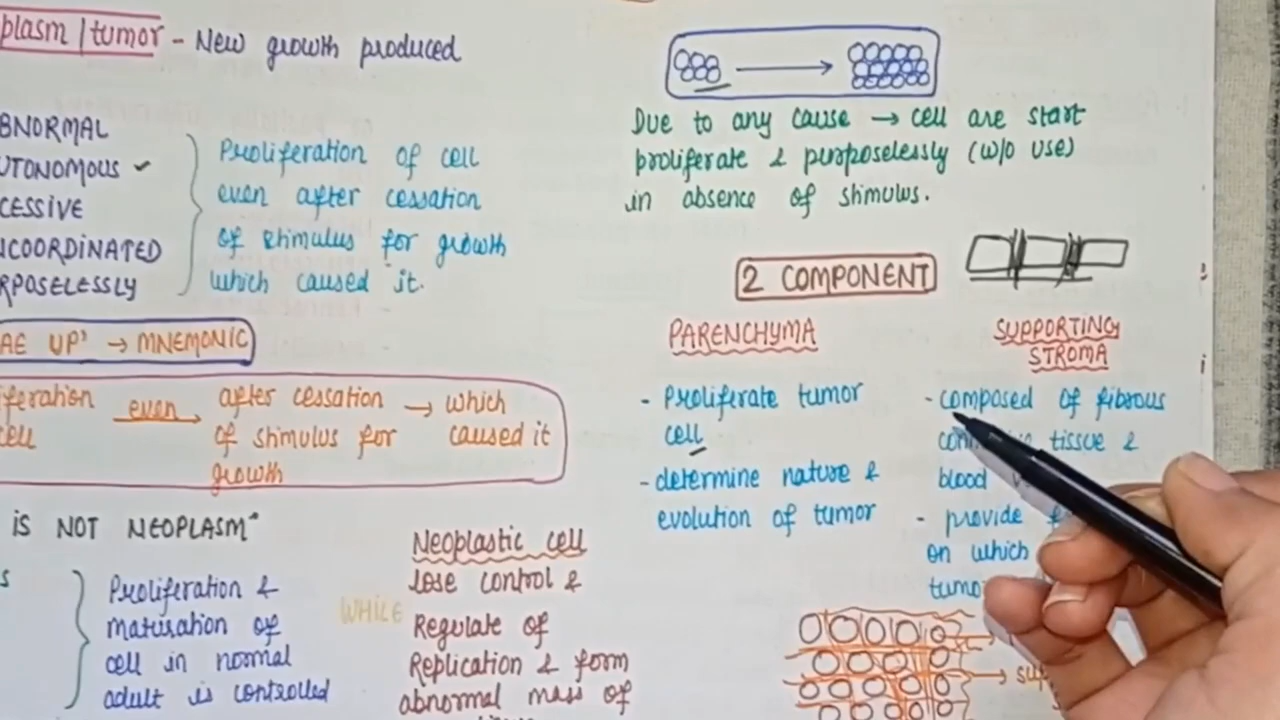 plasm/tumor - New growth produced
BNORMAL
UTONOMOUS
CESSIVE
NCOORDINATED
RPOSELESSLY
Proliferation of cell
even after cessation
of stimulus for growth
which caused it.
AE UP' → MNEMONIC
iferation even after cessation → which
cell of stimulus for caused it
growth
IS NOT NEOPLASM"
s
Proliferation &
maturation of
cell in normal
adult is controlled
WHILE
Neoplastic cell
lose control &
Regulate of
Replication & form
abnormal mass of
Due to any cause → cell are start
proliferate & purposelessly (w/o use)
in absence of stimulus.
2 COMPONENT
PARENCHYMA
- Proliferate tumor
cell
- determine nature &
evolution of tumor
SUPPORTING
STROMA
- composed of fibrous
tissue &
blood
- provide
on which
tumo
→ sup